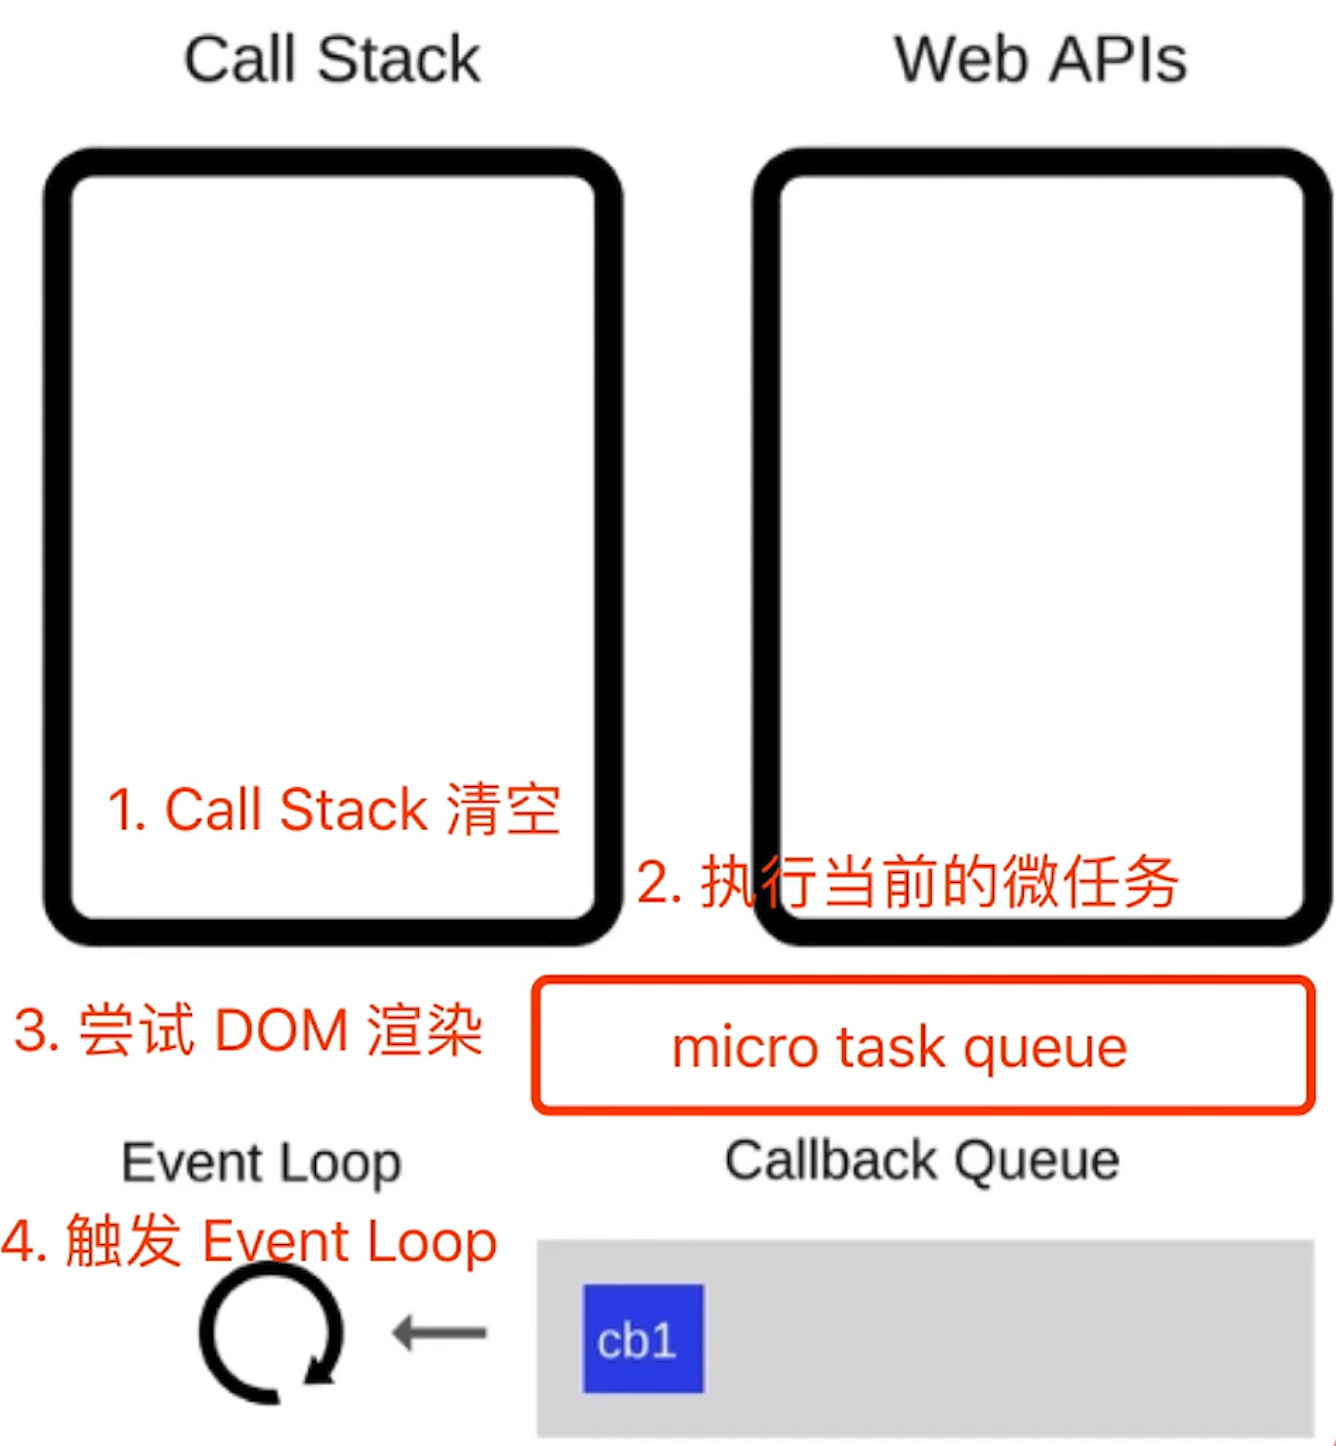 Call Stack
Web APIs
1. Call Stack 清空
2. 执行当前的微任务
3. 尝试 DOM 渲染
micro task queue
Event Loop
Callback Queue
4. 触发 Event Loop
cb1